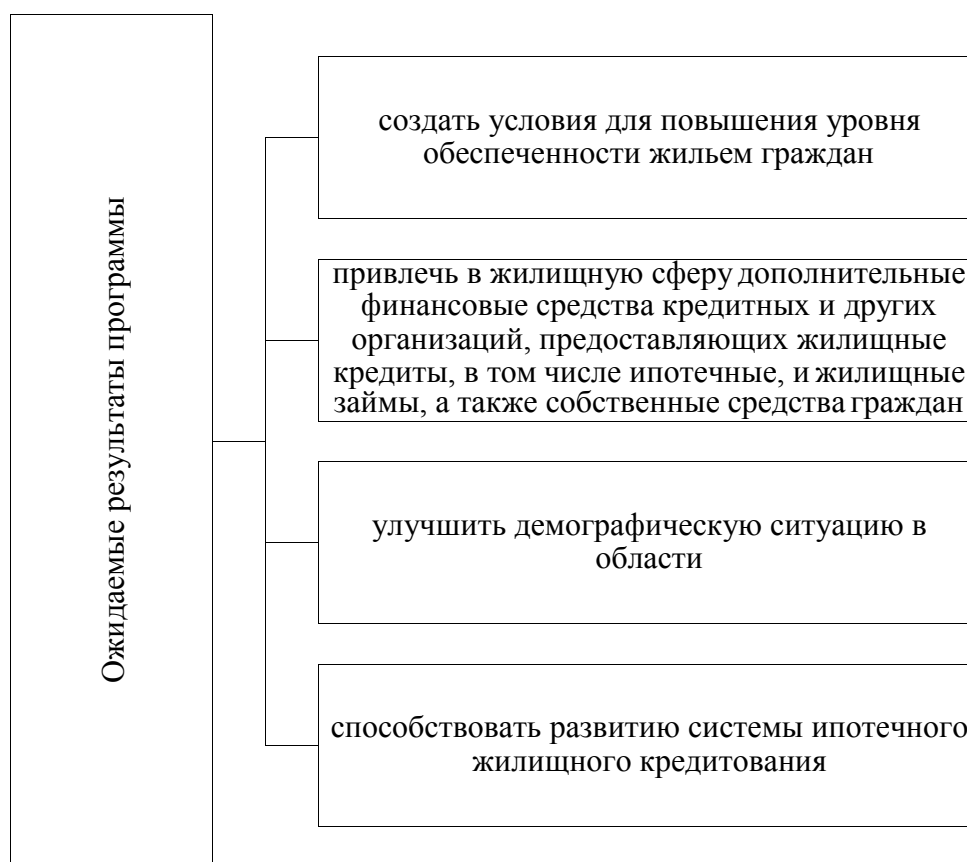 Ожидаемые результаты программы
создать условия для повышения уровня
обеспеченности жильем граждан
привлечь в жилищную сферу дополнительные
финансовые средства кредитных и других
организаций, предоставляющих жилищные
кредиты, в том числе ипотечные, и жилищные
займы, а также собственные средства граждан
улучшить демографическую ситуацию в
области
способствовать развитию системы ипотечного
жилищного кредитования